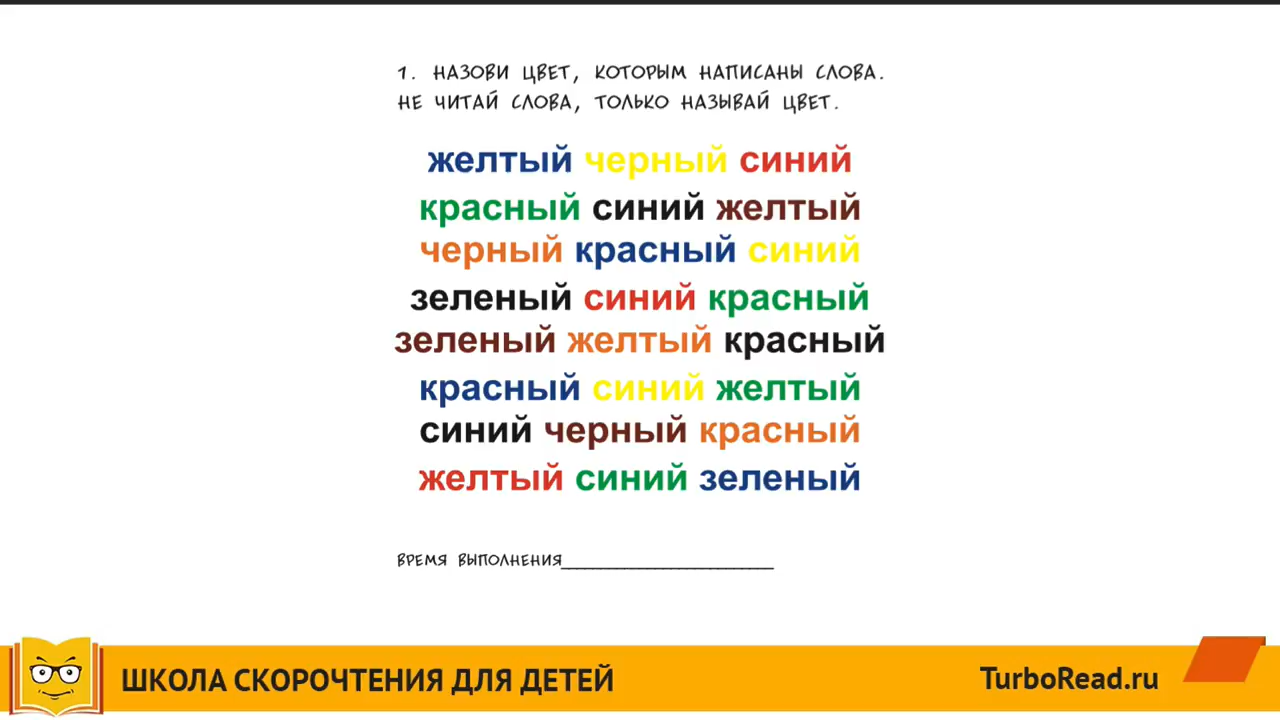 1. НАЗОВИ ЦВЕТ, КОТОРЫМ НАПИСАНЫ СЛОВА.
НЕ ЧИТАЙ СЛОВА, ТОЛЬКО НАЗЫВАЙ ЦВЕТ.
желтый черный синий
красный синий желтый
черный красный синий
зеленый синий красный
зеленый желтый красный
красный синий желтый
синий черный красный
желтый синий зеленый
ВРЕМЯ ВЫПОЛНЕНИЯ___________________________
ШКОЛА СКОРОЧТЕНИЯ ДЛЯ ДЕТЕЙ
TurboRead.ru